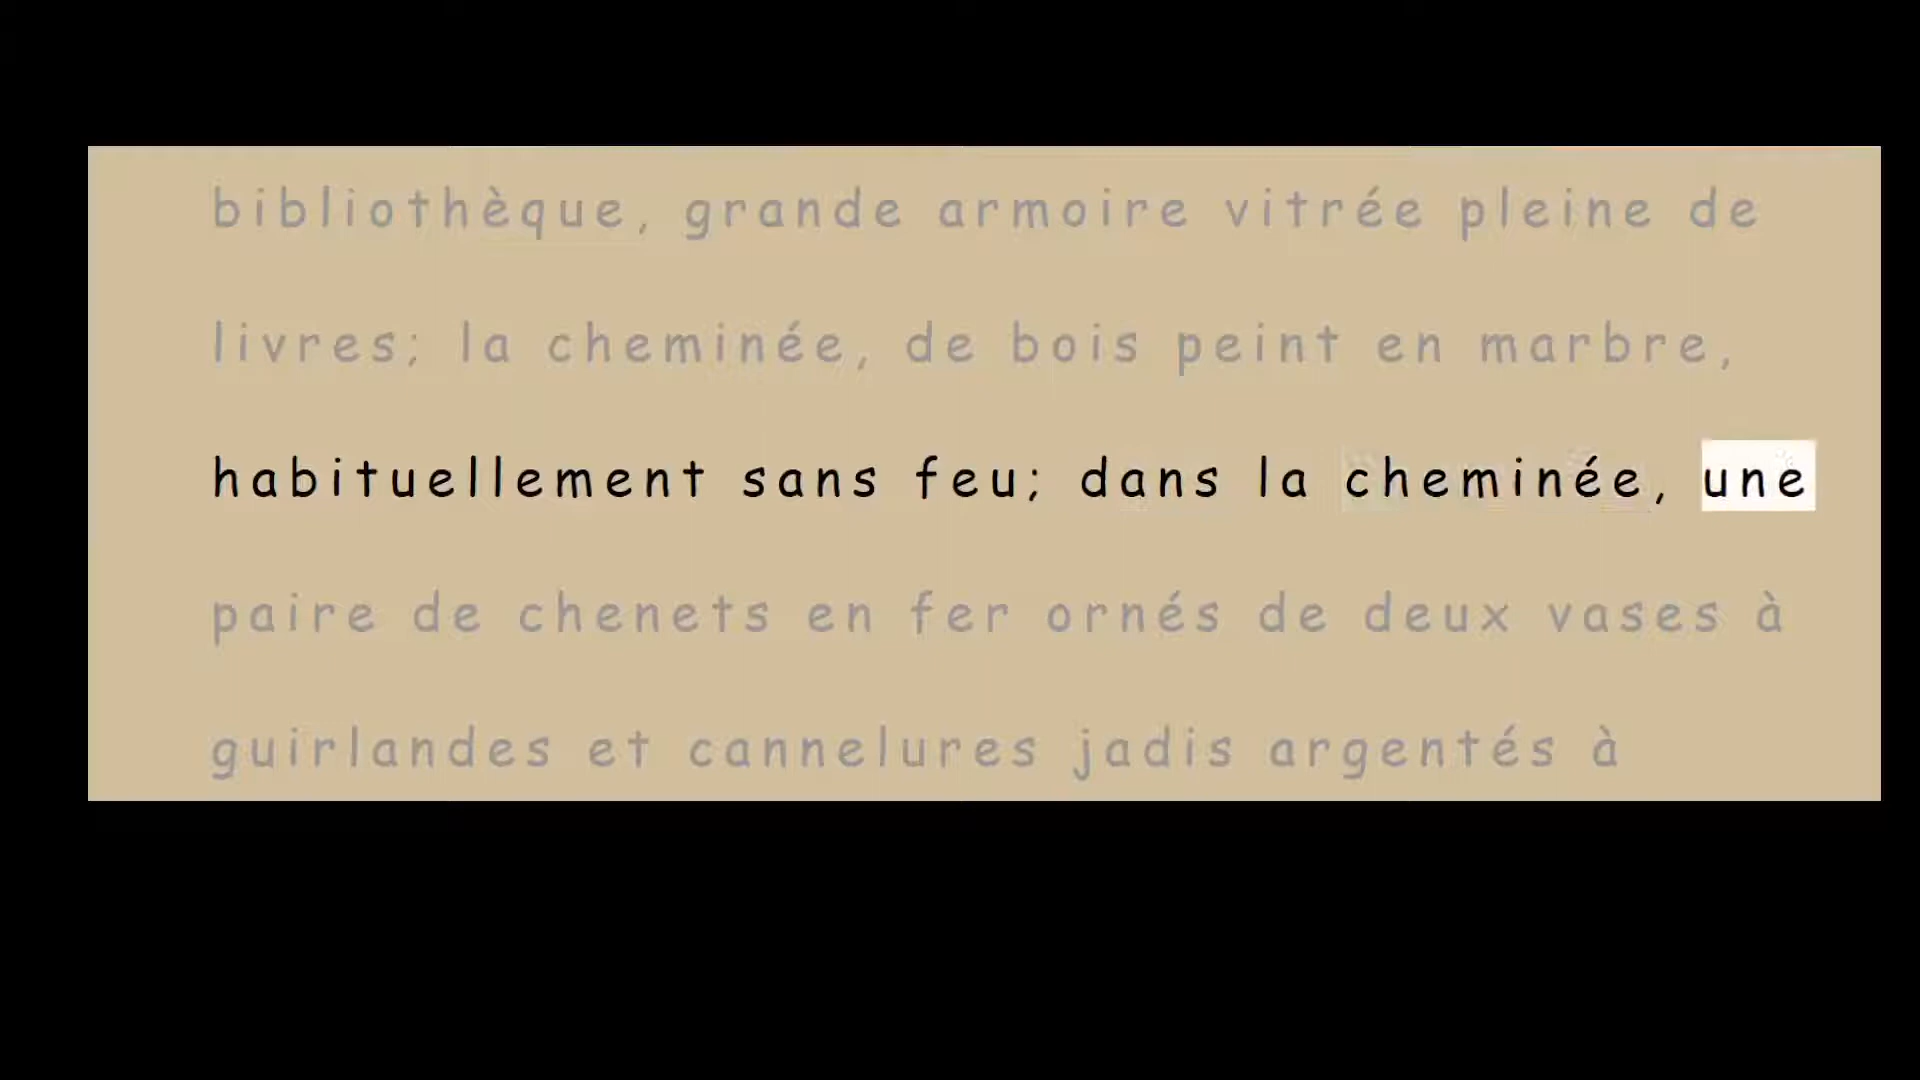 bibliothèque, grande armoire vitrée pleine de
livres; la cheminée, de bois peint en marbre,
habituellement sans feu; dans la cheminée, une
paire de chenets en fer ornés de deux vases à
guirlandes et cannelures jadis argentés à